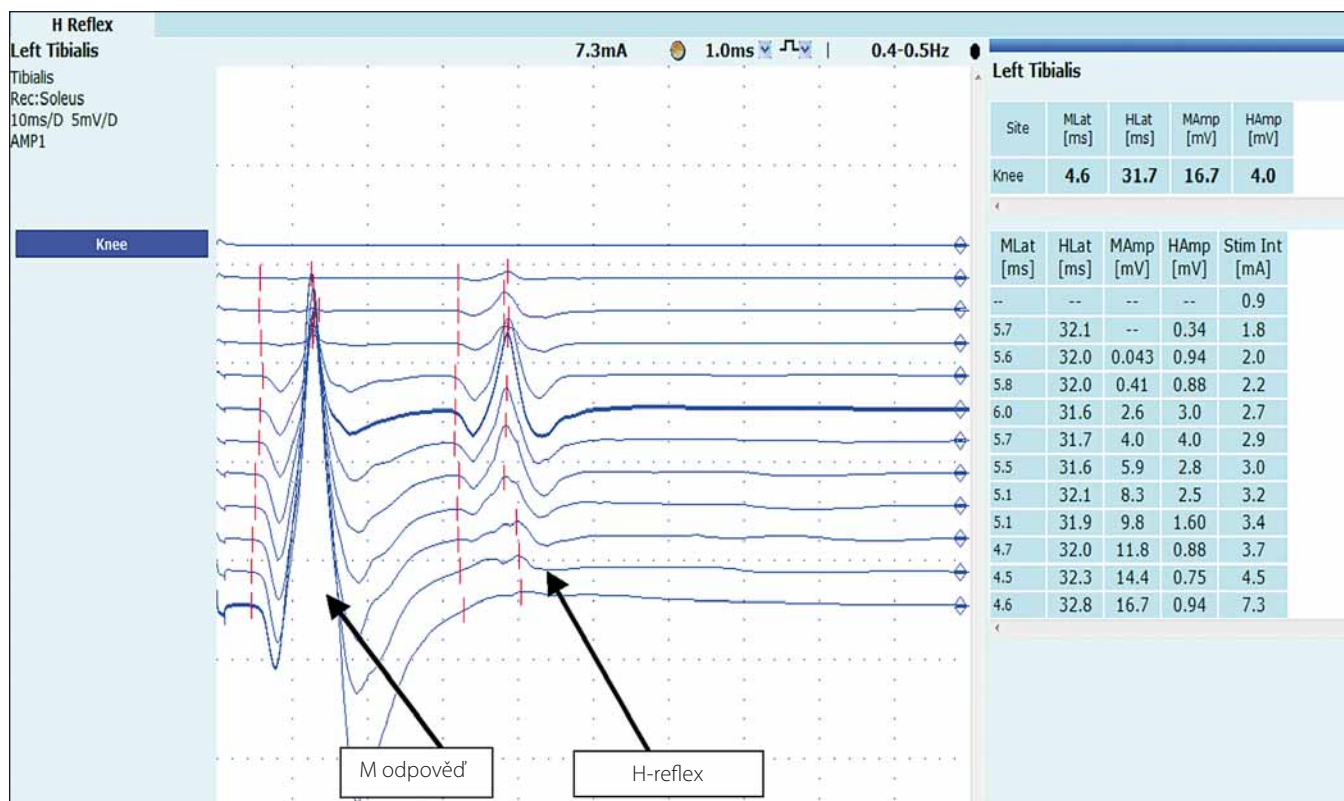 H Reflex
Left Tibialis
7.3mA 1.0ms 0.4-0.5Hz
Tibialis
Rec:Soleus
10ms/D 5mV/D
AMP1
Knee
M odpověď
H-reflex
Left Tibialis
Site MLat [ms] HLat [ms] MAmp [mV] HAmp [mV]
Knee 4.6 31.7 16.7 4.0
MLat [ms] HLat [ms] MAmp [mV] HAmp [mV] Stim Int [mA]
-- -- -- -- 0.9
5.7 32.1 -- 0.34 1.8
5.6 32.0 0.043 0.94 2.0
5.8 32.0 0.41 0.88 2.2
6.0 31.6 2.6 3.0 2.7
5.7 31.7 4.0 4.0 2.9
5.5 31.6 5.9 2.8 3.0
5.1 32.1 8.3 2.5 3.2
5.1 31.9 9.8 1.60 3.4
4.7 32.0 11.8 0.88 3.7
4.5 32.3 14.4 0.75 4.5
4.6 32.8 16.7 0.94 7.3